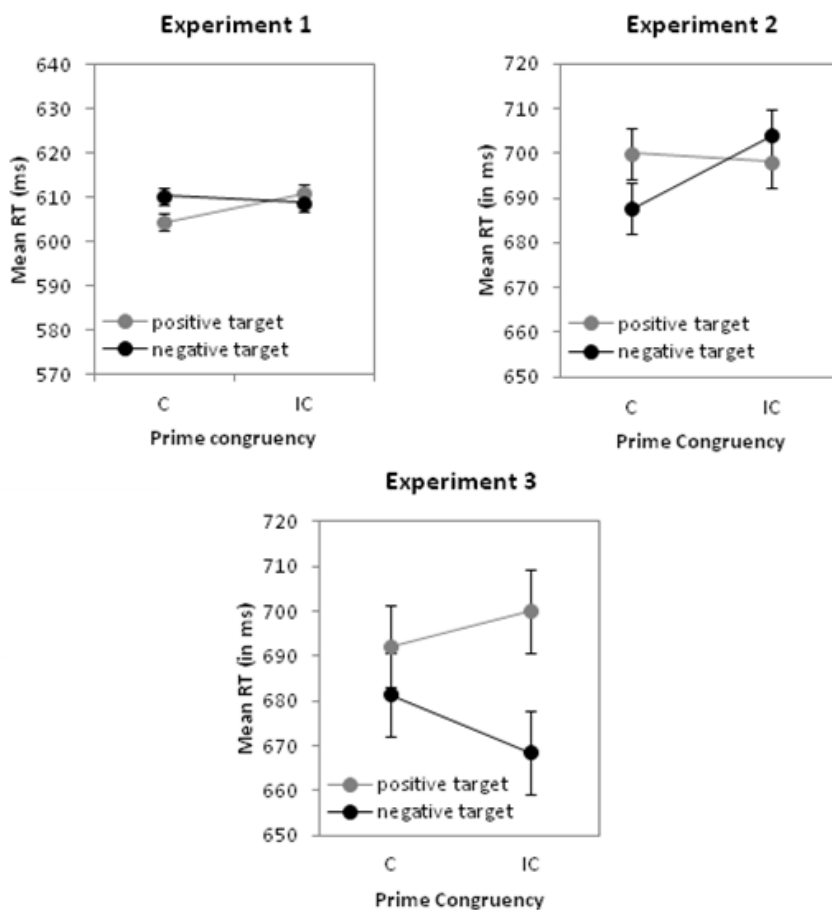 Experiment 1
Mean RT (ms)
640
630
620
610
600
590
580
570
positive target
negative target
C
IC
Prime congruency
Experiment 2
Mean RT (in ms)
720
710
700
690
680
670
660
650
positive target
negative target
C
IC
Prime Congruency
Experiment 3
Mean RT (in ms)
720
710
700
690
680
670
660
650
positive target
negative target
C
IC
Prime Congruency